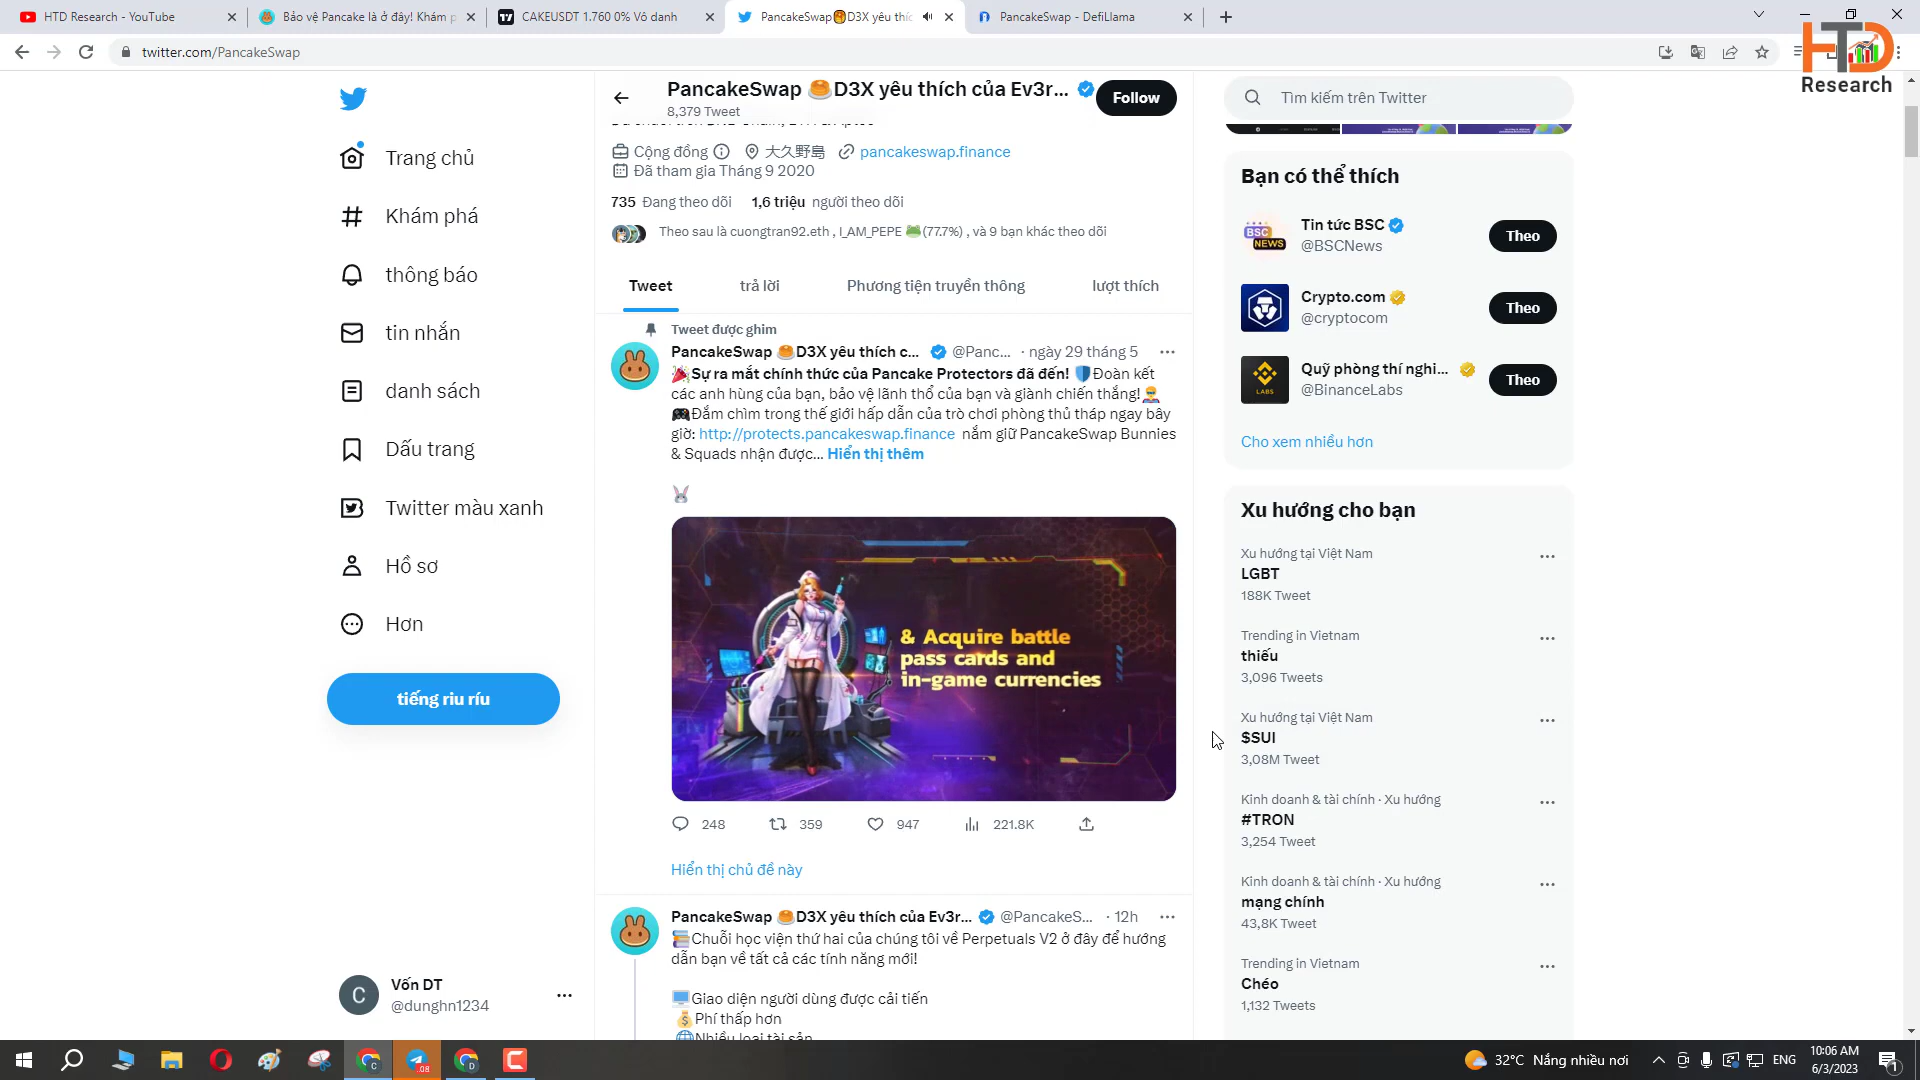 HTD Research - YouTube
Bảo vệ Pancake là ở đây! Khám p
CAKEUSDT 1.760 0% Vô danh
PancakeSwap🥞D3X yêu thíc
PancakeSwap - DefiLlama
twitter.com/PancakeSwap
HTD
Research
PancakeSwap 🥞D3X yêu thích của Ev3r...
8,379 Tweet
Follow
Tìm kiếm trên Twitter
Trang chủ
Khám phá
thông báo
tin nhắn
danh sách
Dấu trang
Twitter màu xanh
Hồ sơ
Hơn
tiếng ríu ríu
Vốn DT
@dunghn1234
Cộng đồng
大久野島
pancakeswap.finance
Đã tham gia Tháng 9 2020
735 Đang theo dõi 1,6 triệu người theo dõi
Theo sau là cuongtran92.eth , I_AM_PEPE 🐸(77.7%) , và 9 bạn khác theo dõi
Tweet
trả lời
Phương tiện truyền thông
lượt thích
Tweet được ghim
PancakeSwap 🥞D3X yêu thích c... @Panc... · ngày 29 tháng 5
🎉Sự ra mắt chính thức của Pancake Protectors đã đến! 🛡️Đoàn kết
các anh hùng của bạn, bảo vệ lãnh thổ của bạn và giành chiến thắng!
🎮Đắm chìm trong thế giới hấp dẫn của trò chơi phòng thủ tháp ngay bây
giờ: http://protects.pancakeswap.finance nắm giữ PancakeSwap Bunnies
& Squads nhận được... Hiển thị thêm
🐰
& Acquire battle
pass cards and
in-game currencies
248
359
947
221.8K
Hiển thị chủ đề này
PancakeSwap 🥞D3X yêu thích của Ev3r... @PancakeS... · 12h
📚Chuỗi học viện thứ hai của chúng tôi về Perpetuals V2 ở đây để hướng
dẫn bạn về tất cả các tính năng mới!
🖥️Giao diện người dùng được cải tiến
💰Phí thấp hơn
🌐Nhiều loại tài sản
Bạn có thể thích
BSC
NEWS
Tin tức BSC
@BSCNews
Theo
Crypto.com
@cryptocom
Theo
LABS
Quỹ phòng thí nghi...
@BinanceLabs
Theo
Cho xem nhiều hơn
Xu hướng cho bạn
Xu hướng tại Việt Nam
LGBT
188K Tweet
Trending in Vietnam
thiếu
3,096 Tweets
Xu hướng tại Việt Nam
$SUI
3,08M Tweet
Kinh doanh & tài chính · Xu hướng
#TRON
3,254 Tweet
Kinh doanh & tài chính · Xu hướng
mạng chính
43,8K Tweet
Trending in Vietnam
Chéo
1,132 Tweets
.08
32°C Nắng nhiều nơi
ENG
10:06 AM
6/3/2023
1